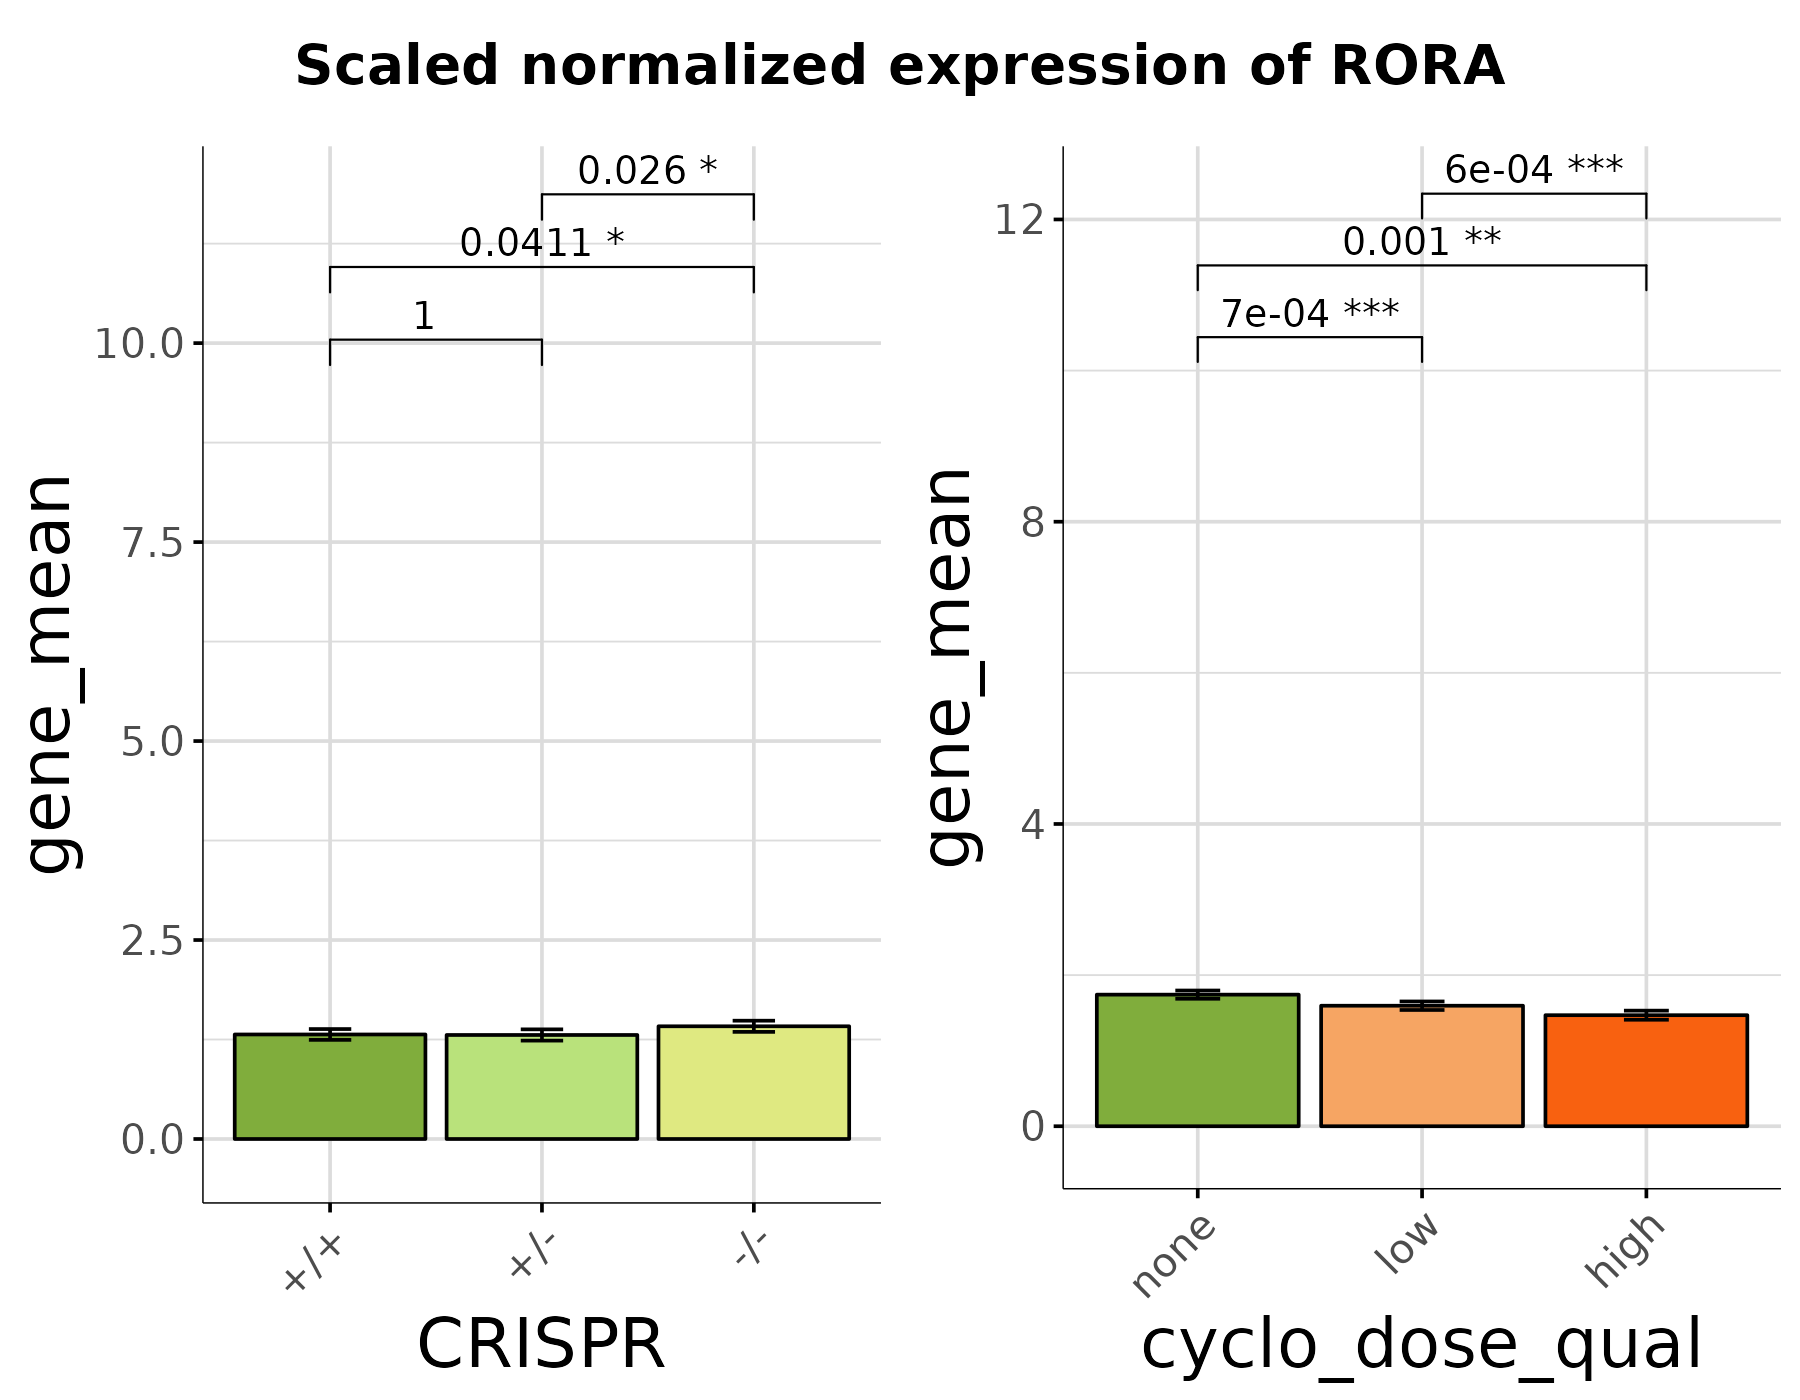 Scaled normalized expression of RORA
0.026 *
0.0411 *
1
10.0
7.5
5.0
2.5
0.0
gene_mean
+/+
+/-
-/-
CRISPR
6e-04 ***
0.001 **
7e-04 ***
12
8
4
0
gene_mean
none
low
high
cyclo_dose_qual